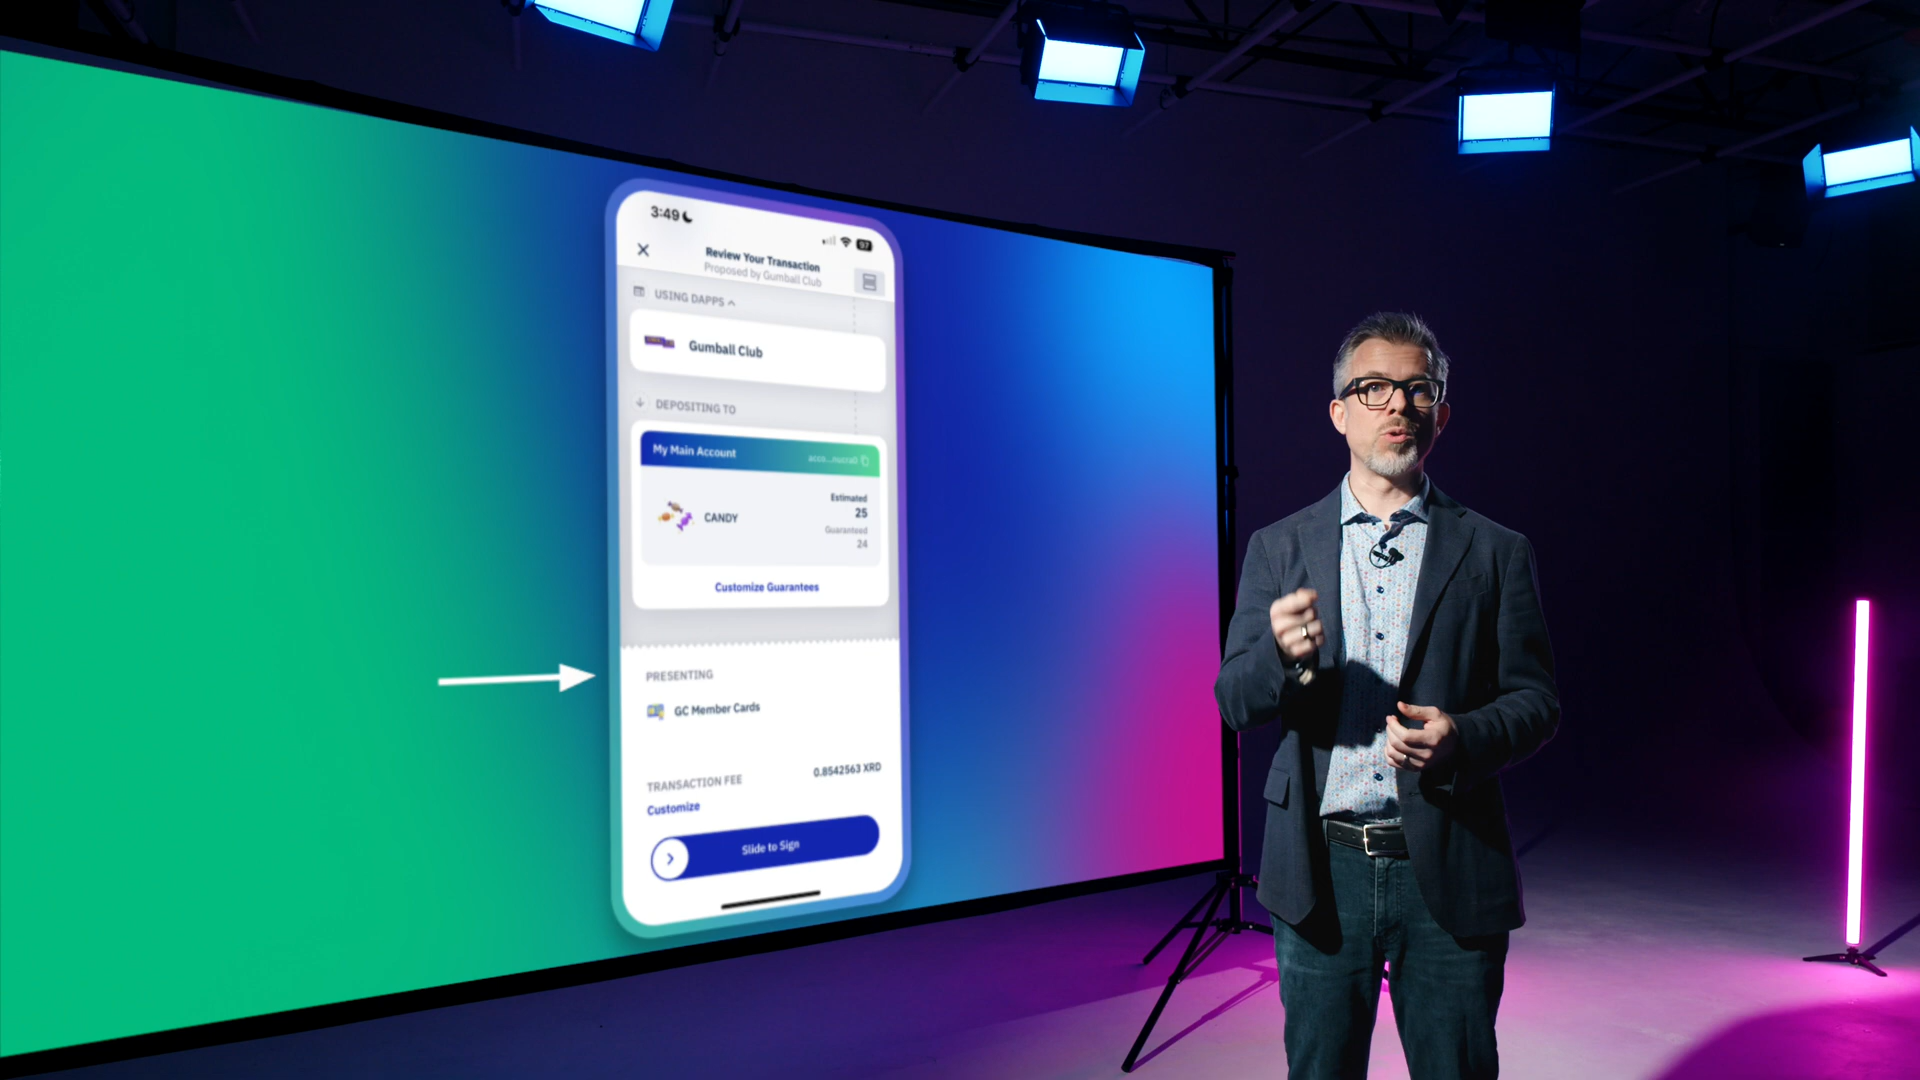 3:49
97
Review Your Transaction
Proposed by Gumball Club
USING DAPPS
Gumball Club
DEPOSITING TO
My Main Account
CANDY
Estimated
25
Guaranteed
24
Customize Guarantees
PRESENTING
GC Member Cards
TRANSACTION FEE
0.8542563 XRD
Customize
Slide to Sign